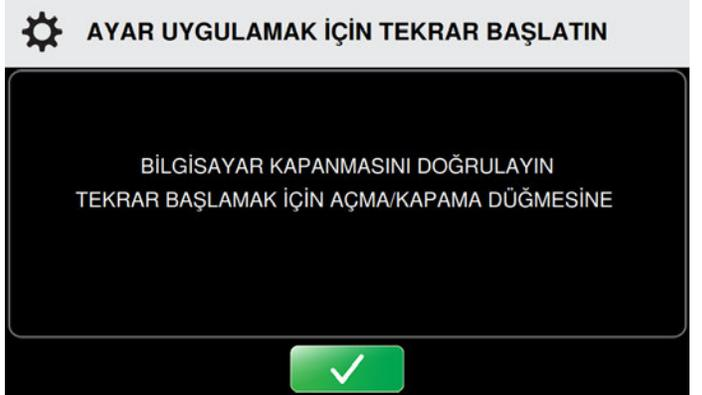 AYAR UYGULAMAK İÇİN TEKRAR BAŞLATIN
BİLGİSAYAR KAPANMASINI DOĞRULAYIN
TEKRAR BAŞLAMAK İÇİN AÇMA/KAPAMA DÜĞMESİNE